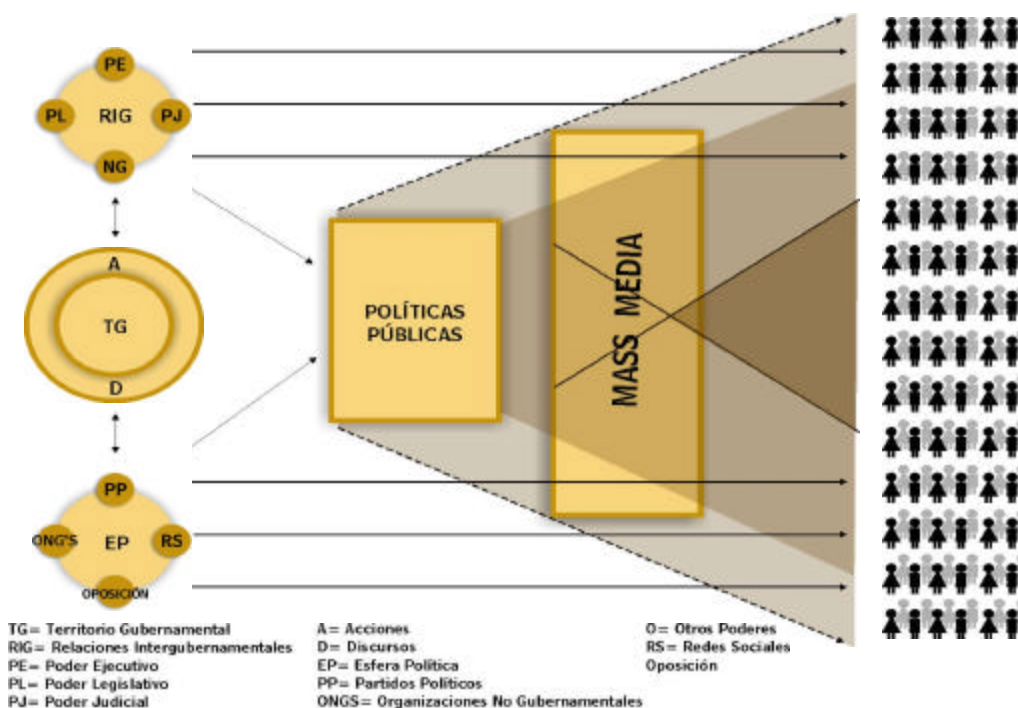 PE
RIG
PL
PJ
NG
A
TG
D
PP
ONG'S
EP
RS
OPOSICIÓN
POLÍTICAS
PÚBLICAS
MASS MEDIA
TG= Territorio Gubernamental
RIG= Relaciones Intergubernamentales
PE= Poder Ejecutivo
PL= Poder Legislativo
PJ= Poder Judicial
A= Acciones
D= Discursos
EP= Esfera Política
PP= Partidos Políticos
ONGS= Organizaciones No Gubernamentales
O= Otros Poderes
RS= Redes Sociales
Oposición